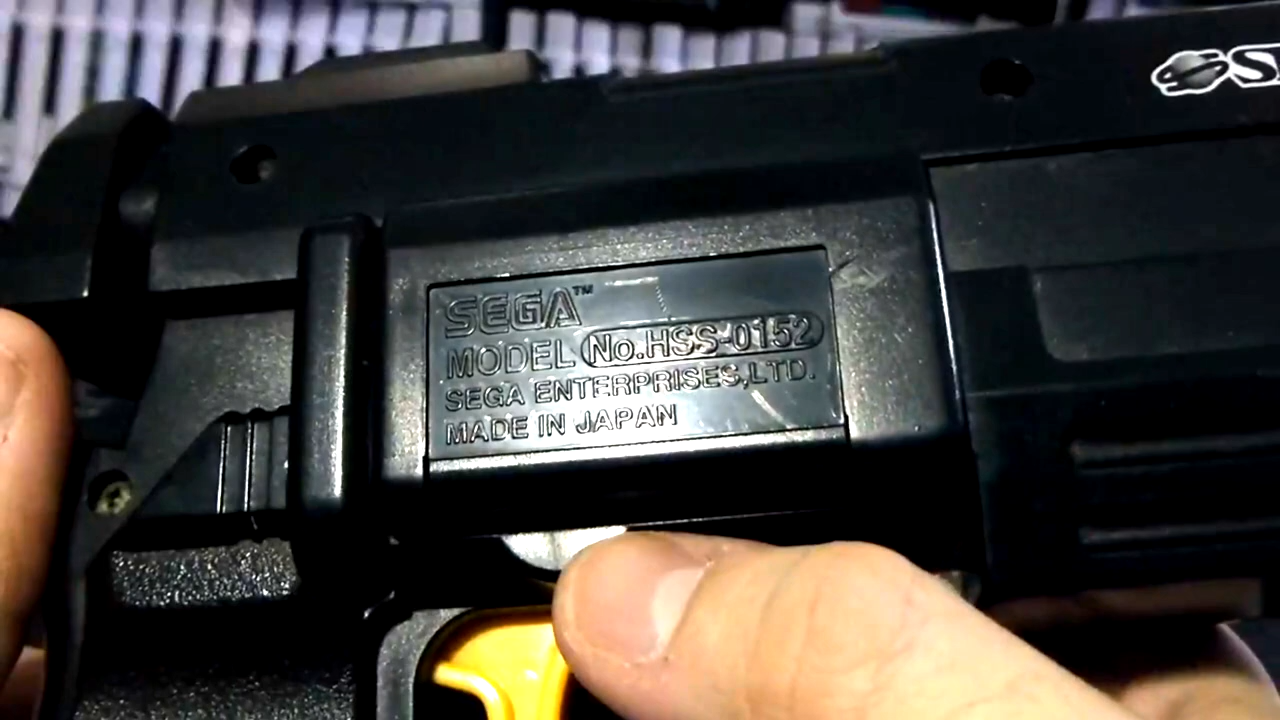 SEGA™
MODEL No.HSS-0152
SEGA ENTERPRISES,LTD.
MADE IN JAPAN